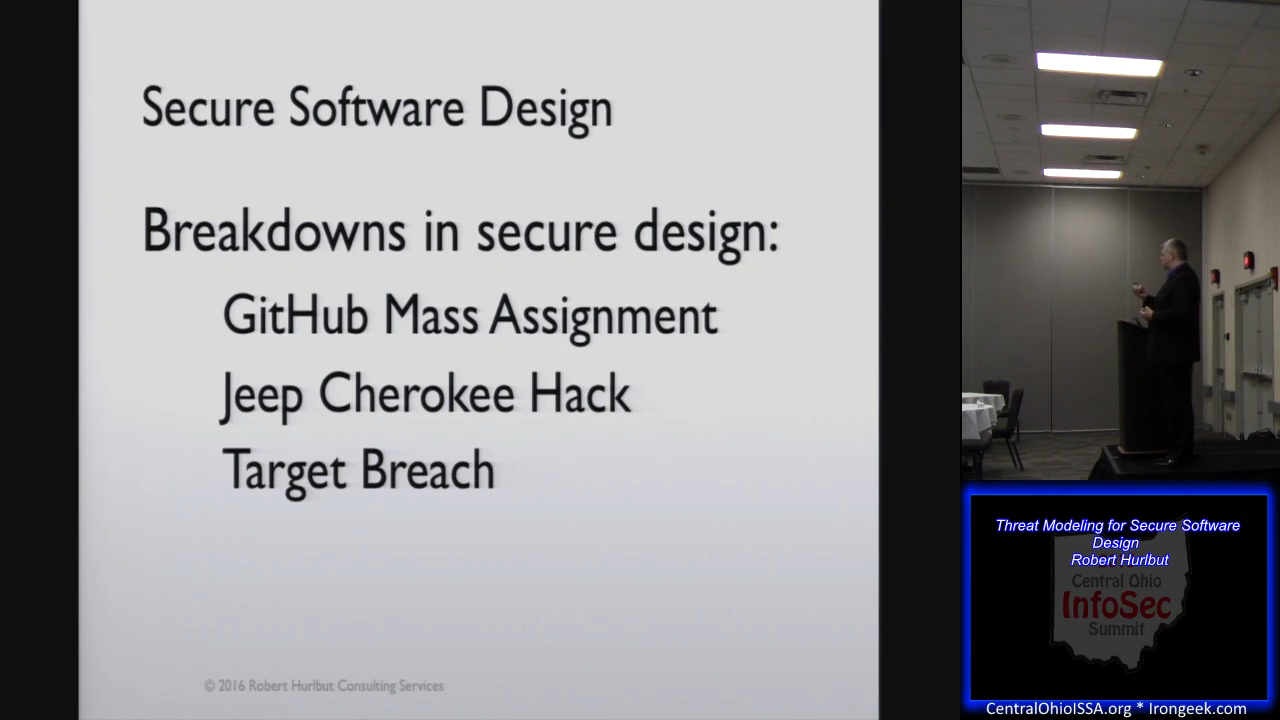 Secure Software Design
Breakdowns in secure design:
GitHub Mass Assignment
Jeep Cherokee Hack
Target Breach
© 2016 Robert Hurlbut Consulting Services
Threat Modeling for Secure Software
Design
Robert Hurlbut
Central Ohio
InfoSec
Summit
CentralOhioISSA.org * Irongeek.com